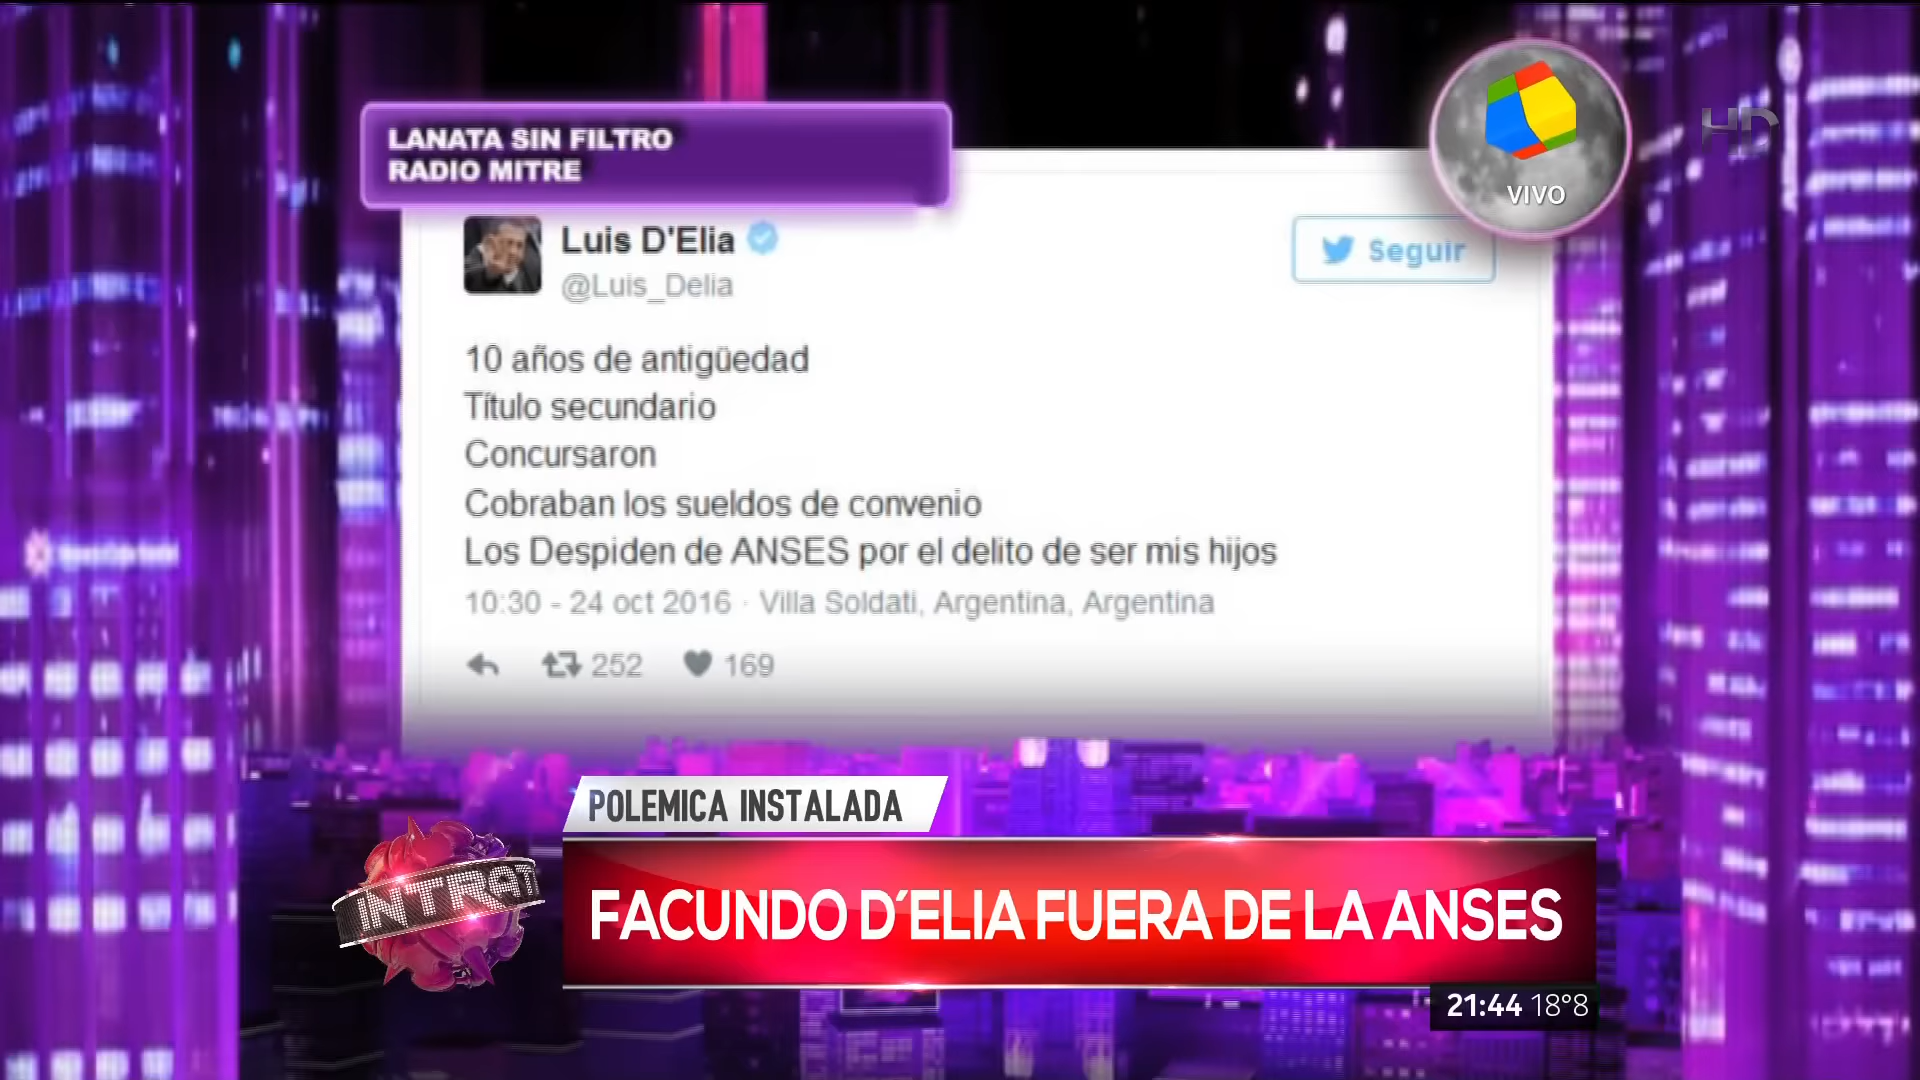 LANATA SIN FILTRO
RADIO MITRE
HD
VIVO
Luis D'Elia
@Luis_Delia
Seguir
10 años de antigüedad
Título secundario
Concursaron
Cobraban los sueldos de convenio
Los Despiden de ANSES por el delito de ser mis hijos
10:30 - 24 oct 2016 · Villa Soldati, Argentina, Argentina
252 169
POLEMICA INSTALADA
INTRAT
FACUNDO D´ELIA FUERA DE LA ANSES
21:44 18°8